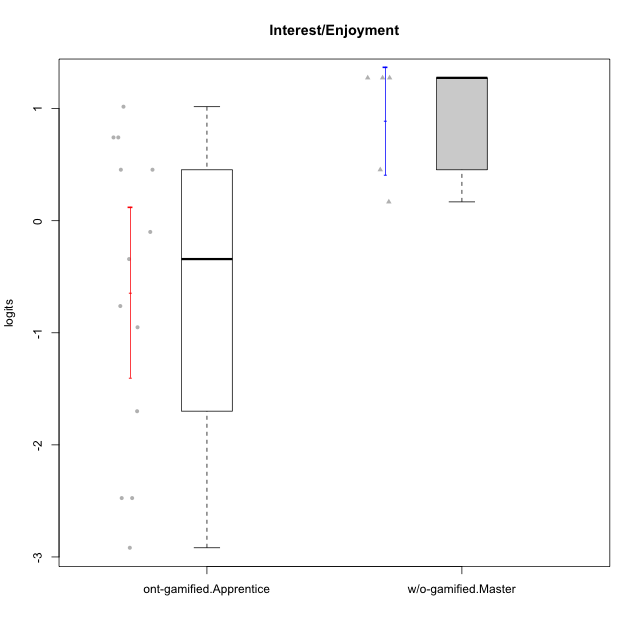 Interest/Enjoyment
logits
1
0
-1
-2
-3
ont-gamified.Apprentice
w/o-gamified.Master